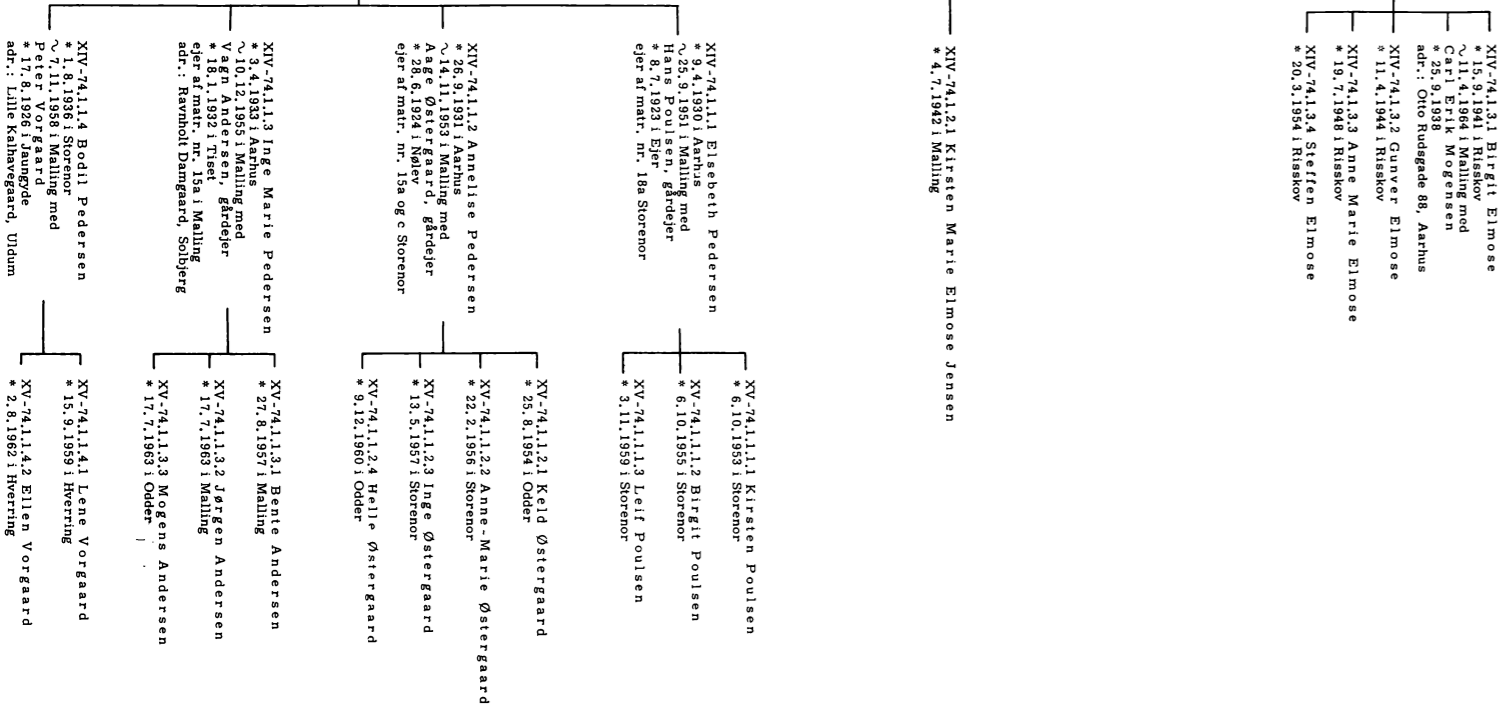 XIV-74.1.3.1 Birgit Elmose
* 15.9.1941 i Risskov
~ 11.4.1964 i Malling med
Carl Erik Mogensen
* 25.9.1938
adr.: Otto Rudsgade 88, Aarhus
XIV-74.1.3.2 Gunver Elmose
* 11.4.1944 i Risskov
XIV-74.1.3.3 Anne Marie Elmose
* 19.7.1948 i Risskov
XIV-74.1.3.4 Steffen Elmose
* 20.3.1954 i Risskov
XIV-74.1.2.1 Kirsten Marie Elmose Jensen
* 4.7.1942 i Malling
XIV-74.1.1.1 Elsebeth Pedersen
* 9.4.1930 i Aarhus
~ 25.9.1951 i Malling med
Hans Poulsen, gårdejer
* 8.7.1923 i Ejer
ejer af matr. nr. 18a Storenor
XV-74.1.1.1.1 Kirsten Poulsen
* 6.10.1953 i Storenor
XV-74.1.1.1.2 Birgit Poulsen
* 6.10.1955 i Storenor
XV-74.1.1.1.3 Leif Poulsen
* 3.11.1959 i Storenor
XIV-74.1.1.2 Annelise Pedersen
* 26.9.1931 i Aarhus
~ 14.11.1953 i Malling med
Aage Østergaard, gårdejer
* 28.6.1924 i Nølev
ejer af matr. nr. 15a og c Storenor
XV-74.1.1.2.1 Keld Østergaard
* 25.8.1954 i Odder
XV-74.1.1.2.2 Anne-Marie Østergaard
* 22.2.1956 i Storenor
XV-74.1.1.2.3 Inge Østergaard
* 13.5.1957 i Storenor
XV-74.1.1.2.4 Helle Østergaard
* 9.12.1960 i Odder
XIV-74.1.1.3 Inge Marie Pedersen
* 3.4.1933 i Aarhus
~ 10.12.1955 i Malling med
Vagn Andersen, gårdejer
* 18.1.1932 i Tiset
ejer af matr. nr. 15a i Malling
adr.: Ravnholt Damgaard, Solbjerg
XV-74.1.1.3.1 Bente Andersen
* 27.8.1957 i Malling
XV-74.1.1.3.2 Jørgen Andersen
* 17.7.1963 i Malling
XV-74.1.1.3.3 Mogens Andersen
* 17.7.1963 i Odder
XIV-74.1.1.4 Bodil Pedersen
* 1.8.1936 i Storenor
~ 7.11.1958 i Malling med
Peter Vorgaard
* 17.8.1926 i Jaungyde
adr.: Lille Kalhavegaard, Uldum
XV-74.1.1.4.1 Lene Vorgaard
* 15.9.1959 i Hverring
XV-74.1.1.4.2 Ellen Vorgaard
* 2.8.1962 i Hverring